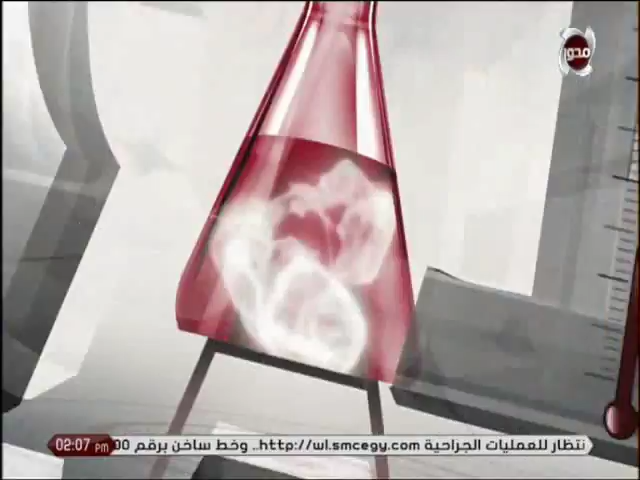 محور
02:07 PM
نتظار للعمليات الجراحية http://wl.smcegy.com.. وخط ساخن برقم 00